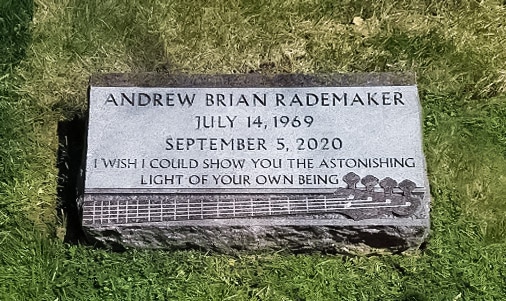 ANDREW BRIAN RADEMAKER
JULY 14, 1969
SEPTEMBER 5, 2020
I WISH I COULD SHOW YOU THE ASTONISHING
LIGHT OF YOUR OWN BEING